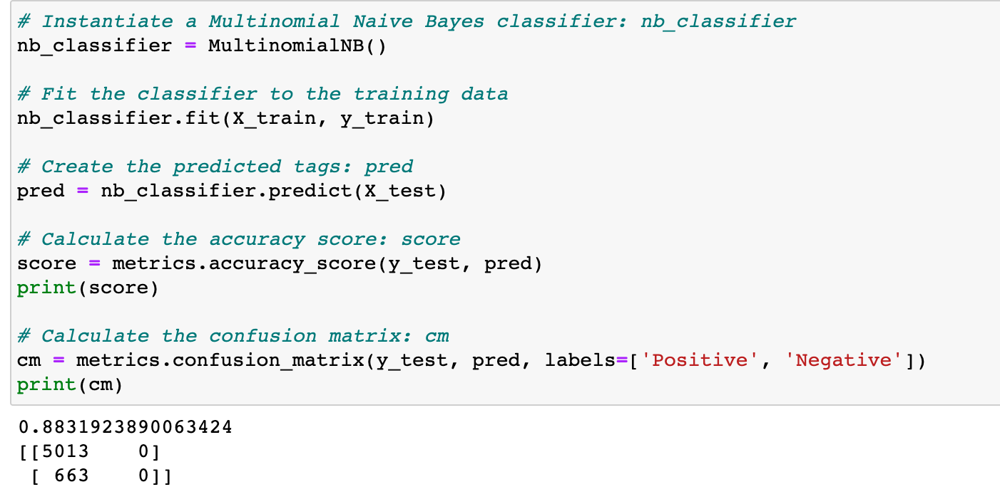 # Instantiate a Multinomial Naive Bayes classifier: nb_classifier
nb_classifier = MultinomialNB()
# Fit the classifier to the training data
nb_classifier.fit(X_train, y_train)
# Create the predicted tags: pred
pred = nb_classifier.predict(X_test)
# Calculate the accuracy score: score
score = metrics.accuracy_score(y_test, pred)
print(score)
# Calculate the confusion matrix: cm
cm = metrics.confusion_matrix(y_test, pred, labels=['Positive', 'Negative'])
print(cm)
0.8831923890063424
[[5013    0]
 [ 663    0]]